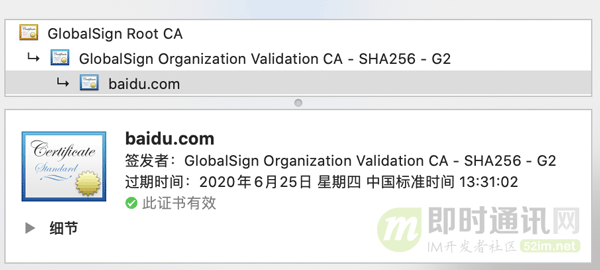 GlobalSign Root CA
GlobalSign Organization Validation CA - SHA256 - G2
baidu.com
baidu.com
Certificate
Standard
签发者：GlobalSign Organization Validation CA - SHA256 - G2
过期时间：2020年6月25日 星期四 中国标准时间 13:31:02
此证书有效
细节
即时通讯网
IM开发者社区 52im.net